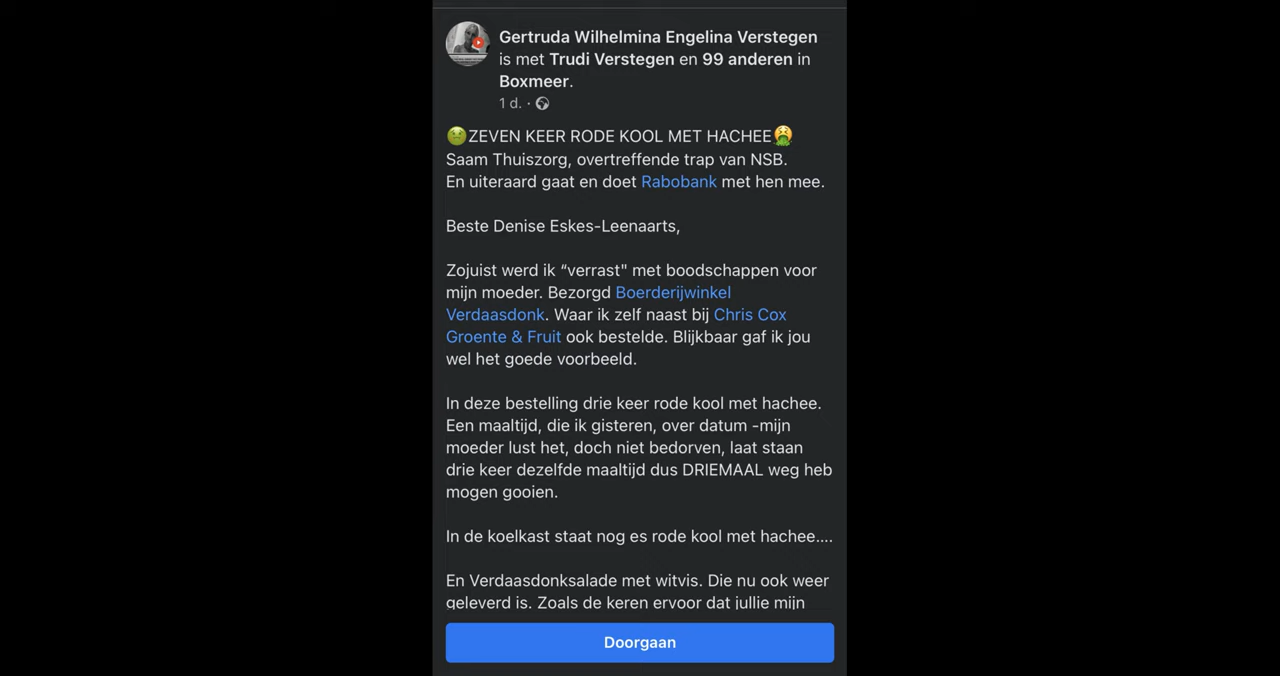 Gertruda Wilhelmina Engelina Verstegen
is met Trudi Verstegen en 99 anderen in
Boxmeer.
1 d. ·
🤢ZEVEN KEER RODE KOOL MET HACHEE🤮
Saam Thuiszorg, overtreffende trap van NSB.
En uiteraard gaat en doet Rabobank met hen mee.
Beste Denise Eskes-Leenaarts,
Zojuist werd ik “verrast" met boodschappen voor
mijn moeder. Bezorgd Boerderijwinkel
Verdaasdonk. Waar ik zelf naast bij Chris Cox
Groente & Fruit ook bestelde. Blijkbaar gaf ik jou
wel het goede voorbeeld.
In deze bestelling drie keer rode kool met hachee.
Een maaltijd, die ik gisteren, over datum -mijn
moeder lust het, doch niet bedorven, laat staan
drie keer dezelfde maaltijd dus DRIEMAAL weg heb
mogen gooien.
In de koelkast staat nog es rode kool met hachee....
En Verdaasdonksalade met witvis. Die nu ook weer
geleverd is. Zoals de keren ervoor dat jullie mijn
Doorgaan